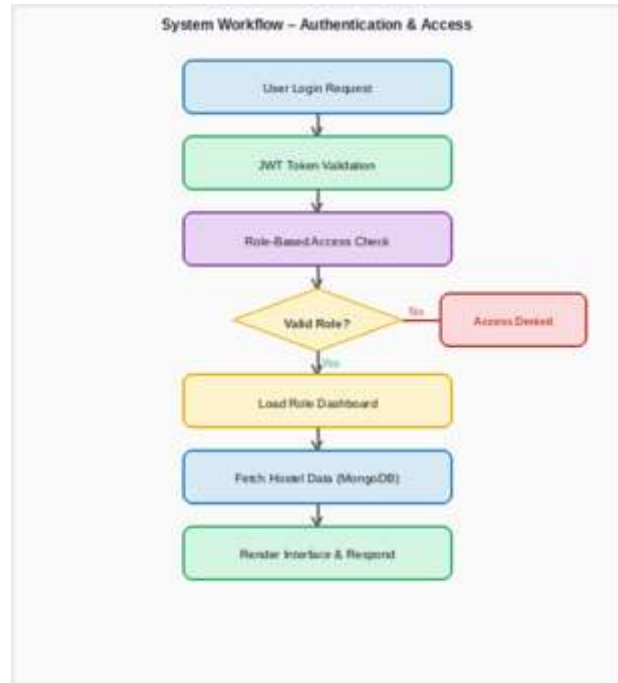 System Workflow – Authentication & Access
User Login Request
JWT Token Validation
Role-Based Access Check
Valid Role?
No
Access Denied
Yes
Load Role Dashboard
Fetch Hostel Data (MongoDB)
Render Interface & Respond